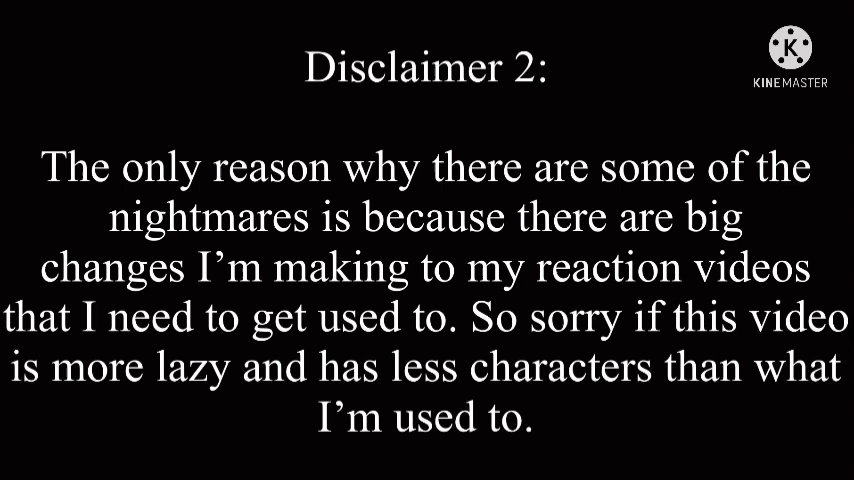 Disclaimer 2:
KINEMASTER
The only reason why there are some of the
nightmares is because there are big
changes I'm making to my reaction videos
that I need to get used to. So sorry if this video
is more lazy and has less characters than what
I'm used to.